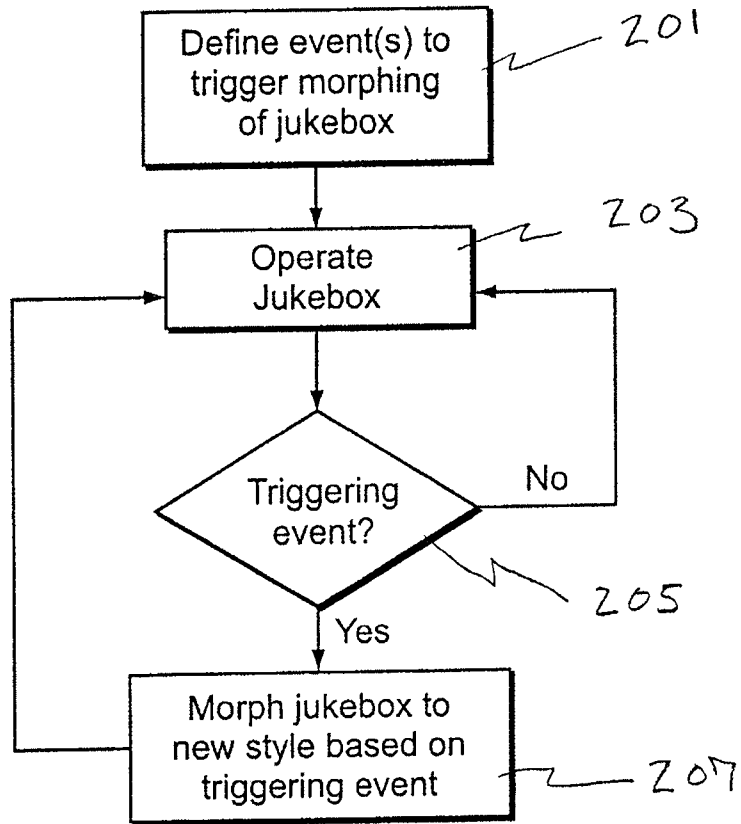 Define event(s) to
trigger morphing
of jukebox
201
Operate
Jukebox
203
Triggering
event?
No
205
Yes
Morph jukebox to
new style based on
triggering event
207